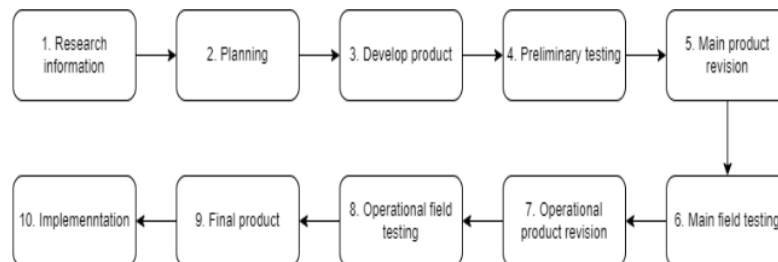 1. Research
information
2. Planning
3. Develop product
4. Preliminary testing
5. Main product
revision
6. Main field testing
7. Operational
product revision
8. Operational field
testing
9. Final product
10. Implemenntation